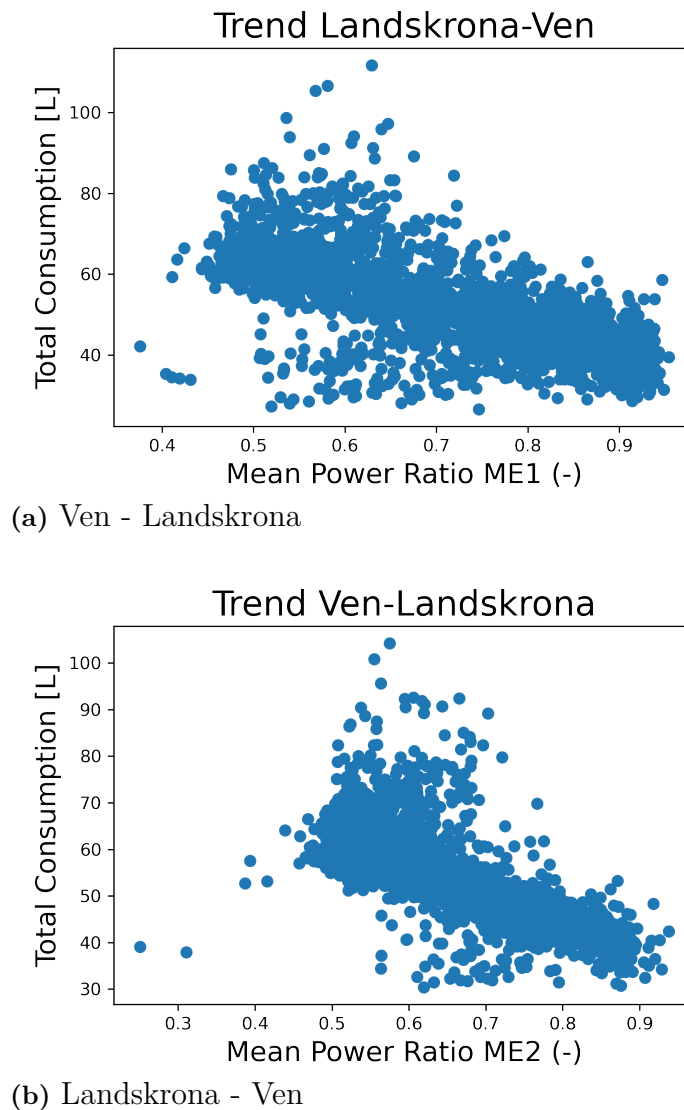 Trend Landskrona-Ven
Total Consumption [L]
100
80
60
40
0.4 0.5 0.6 0.7 0.8 0.9
Mean Power Ratio ME1 (-)
(a) Ven - Landskrona
Trend Ven-Landskrona
Total Consumption [L]
100
90
80
70
60
50
40
30
0.3 0.4 0.5 0.6 0.7 0.8 0.9
Mean Power Ratio ME2 (-)
(b) Landskrona - Ven